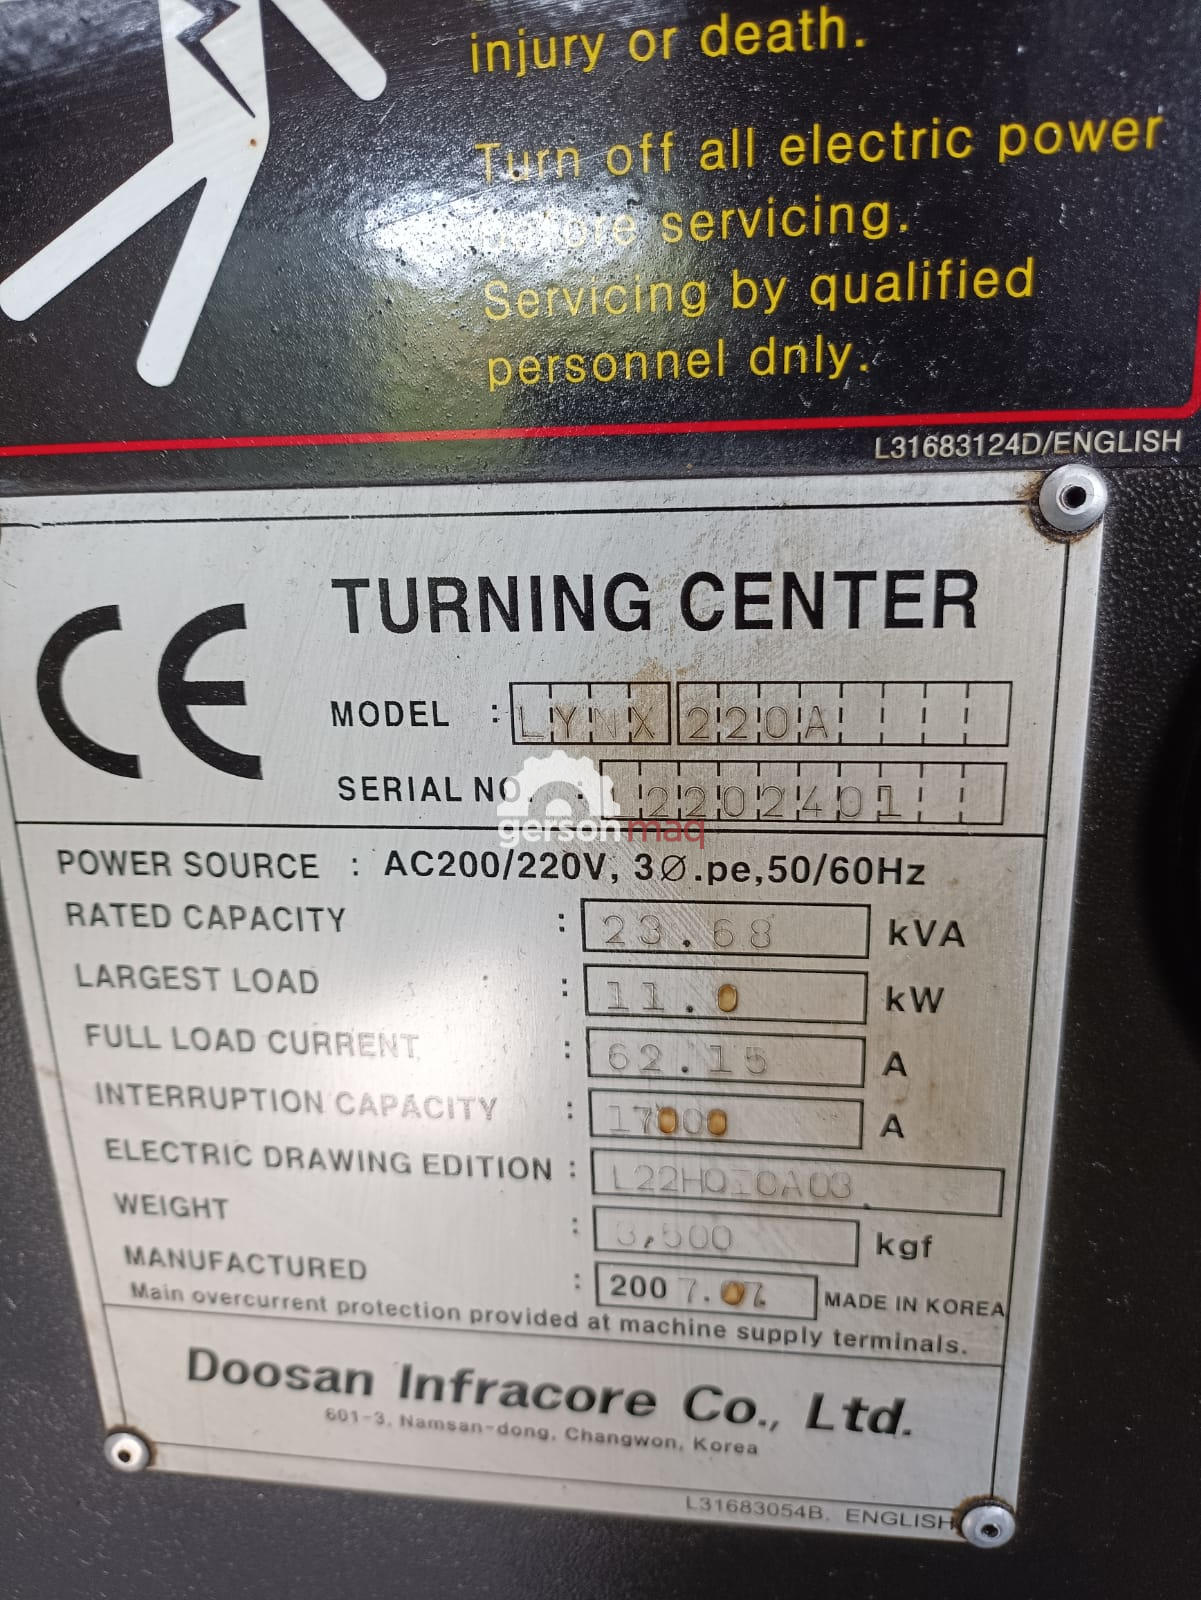 injury or death.
Turn off all electric power
before servicing.
Servicing by qualified
personnel dnly.
L31683124D/ENGLISH
CE
TURNING CENTER
MODEL : LYNX 220A
SERIAL NO. : 2202401
gersonmaq
POWER SOURCE : AC200/220V, 3Ø.pe,50/60Hz
RATED CAPACITY : 23.68 kVA
LARGEST LOAD : 11.0 kW
FULL LOAD CURRENT : 62.15 A
INTERRUPTION CAPACITY : 17000 A
ELECTRIC DRAWING EDITION :
WEIGHT : 3,500 kgf
MANUFACTURED : 2007.07. MADE IN KOREA
Main overcurrent protection provided at machine supply terminals.
Doosan Infracore Co., Ltd.
601-3, Namsan-dong, Changwon, Korea
L31683054B, ENGLISH